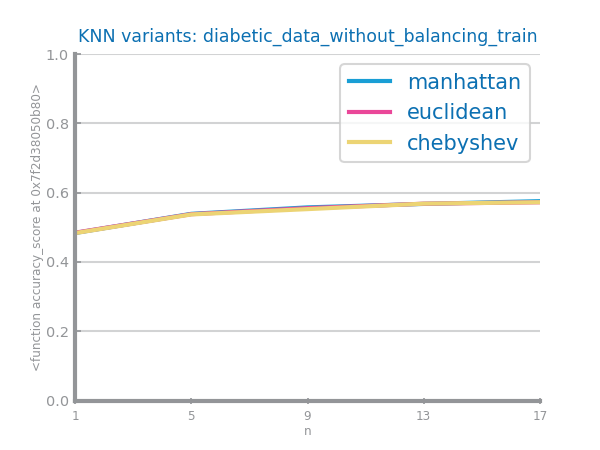 KNN variants: diabetic_data_without_balancing_train
1.0
0.8
0.6
0.4
0.2
0.0
<function accuracy_score at 0x7f2d38050b80>
manhattan
euclidean
chebyshev
1 5 9 13 17
n